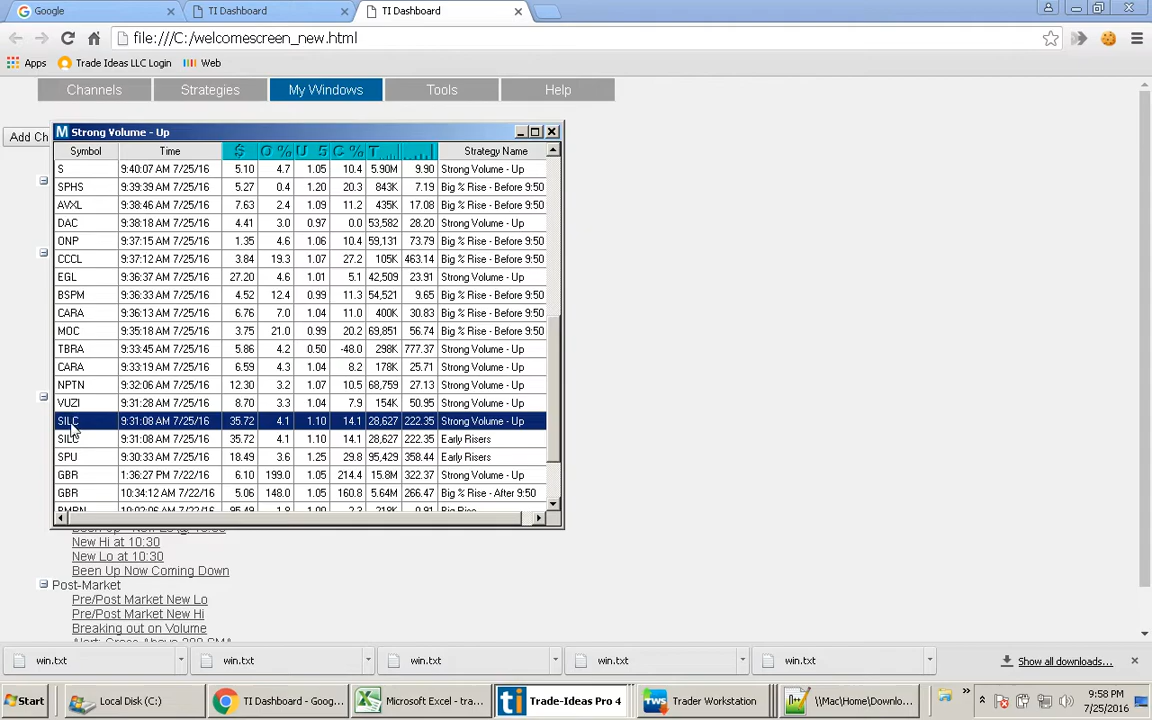 Google TI Dashboard TI Dashboard
file:///C:/welcomescreen_new.html
Apps Trade Ideas LLC Login Web
Channels Strategies My Windows Tools Help
Add Ch
Strong Volume - Up
Symbol Time $ Strategy Name
S 9:40:07 AM 7/25/16 5.10 4.7 1.05 10.4 5.90M 9.90 Strong Volume - Up
SPHS 9:39:39 AM 7/25/16 5.27 0.4 1.20 20.3 843K 7.19 Big % Rise - Before 9:50
AVXL 9:38:46 AM 7/25/16 7.63 2.4 1.09 11.2 435K 17.08 Big % Rise - Before 9:50
DAC 9:38:18 AM 7/25/16 4.41 3.0 0.97 0.0 53,582 28.20 Strong Volume - Up
ONP 9:37:15 AM 7/25/16 1.35 4.6 1.06 10.4 59,131 73.79 Big % Rise - Before 9:50
CCCL 9:37:12 AM 7/25/16 3.84 19.3 1.07 27.2 105K 463.14 Big % Rise - Before 9:50
EGL 9:36:37 AM 7/25/16 27.20 4.6 1.01 5.1 42,509 23.91 Strong Volume - Up
BSPM 9:36:33 AM 7/25/16 4.52 12.4 0.99 11.3 54,521 9.65 Big % Rise - Before 9:50
CARA 9:36:13 AM 7/25/16 6.76 7.0 1.04 11.0 400K 30.83 Big % Rise - Before 9:50
MOC 9:35:18 AM 7/25/16 3.75 21.0 0.99 20.2 69,851 56.74 Big % Rise - Before 9:50
TBRA 9:33:45 AM 7/25/16 5.86 4.2 0.50 -48.0 298K 777.37 Strong Volume - Up
CARA 9:33:19 AM 7/25/16 6.59 4.3 1.04 8.2 178K 25.71 Strong Volume - Up
NPTN 9:32:06 AM 7/25/16 12.30 3.2 1.07 10.5 68,759 27.13 Strong Volume - Up
VUZI 9:31:28 AM 7/25/16 8.70 3.3 1.04 7.9 154K 50.95 Strong Volume - Up
SILC 9:31:08 AM 7/25/16 35.72 4.1 1.10 14.1 28,627 222.35 Strong Volume - Up
SILC 9:31:08 AM 7/25/16 35.72 4.1 1.10 14.1 28,627 222.35 Early Risers
SPU 9:30:33 AM 7/25/16 18.49 3.6 1.25 29.8 95,429 358.44 Early Risers
GBR 1:36:27 PM 7/22/16 6.10 199.0 1.05 214.4 15.8M 322.37 Strong Volume - Up
GBR 10:34:12 AM 7/22/16 5.06 148.0 1.05 160.8 5.64M 266.47 Big % Rise - After 9:50
New Hi at 10:30
New Lo at 10:30
Been Up Now Coming Down
Post-Market
Pre/Post Market New Lo
Pre/Post Market New Hi
Breaking out on Volume
win.txt win.txt win.txt win.txt win.txt Show all downloads...
Start Local Disk (C:) TI Dashboard - Goog... Microsoft Excel - tra... Trade-Ideas Pro 4 Trader Workstation \\Mac\Home\Downlo... 9:58 PM
7/25/2016